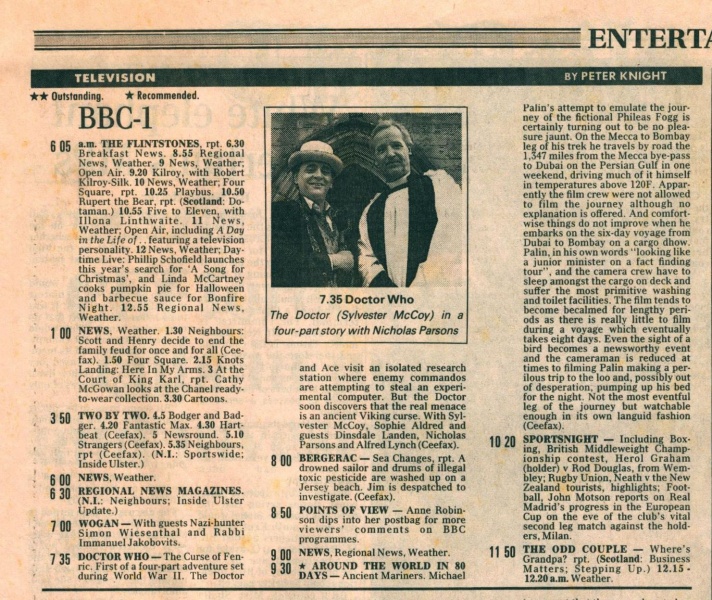 ENTERTA
TELEVISION
BY PETER KNIGHT
★★ Outstanding. ★ Recommended.
BBC-1
6 05 a.m. THE FLINTSTONES, rpt. 6.30
Breakfast News. 8.55 Regional
News, Weather. 9 News, Weather;
Open Air. 9.20 Kilroy, with Robert
Kilroy-Silk. 10 News, Weather; Four
Square, rpt. 10.25 Playbus. 10.50
Rupert the Bear, rpt. (Scotland: Do-
taman.) 10.55 Five to Eleven, with
Illona Linthwaite. 11 News,
Weather; Open Air, including A Day
in the Life of . . featuring a television
personality. 12 News, Weather; Day-
time Live: Phillip Schofield launches
this year's search for 'A Song for
Christmas', and Linda McCartney
cooks pumpkin pie for Halloween
and barbecue sauce for Bonfire
Night. 12.55 Regional News,
Weather.
1 00 NEWS, Weather. 1.30 Neighbours:
Scott and Henry decide to end the
family feud for once and for all (Cee-
fax). 1.50 Four Square. 2.15 Knots
Landing: Here In My Arms. 3 At the
Court of King Karl, rpt. Cathy
McGowan looks at the Chanel ready-
to-wear collection. 3.30 Cartoons.
3 50 TWO BY TWO. 4.5 Bodger and Bad-
ger. 4.20 Fantastic Max. 4.30 Hart-
beat (Ceefax). 5 Newsround. 5.10
Strangers (Ceefax). 5.35 Neighbours,
rpt (Ceefax). (N.I.: Sportswide;
Inside Ulster.)
6 00 NEWS, Weather.
6 30 REGIONAL NEWS MAGAZINES.
(N.I.: Neighbours; Inside Ulster
Update.)
7 00 WOGAN — With guests Nazi-hunter
Simon Wiesenthal and Rabbi
Immanuel Jakobovits.
7 35 DOCTOR WHO — The Curse of Fen-
ric. First of a four-part adventure set
during World War II. The Doctor
7.35 Doctor Who
The Doctor (Sylvester McCoy) in a
four-part story with Nicholas Parsons
and Ace visit an isolated research
station where enemy commandos
are attempting to steal an experi-
mental computer. But the Doctor
soon discovers that the real menace
is an ancient Viking curse. With Syl-
vester McCoy, Sophie Aldred and
guests Dinsdale Landen, Nicholas
Parsons and Alfred Lynch (Ceefax).
8 00 BERGERAC — Sea Changes, rpt. A
drowned sailor and drums of illegal
toxic pesticide are washed up on a
Jersey beach. Jim is despatched to
investigate. (Ceefax).
8 50 POINTS OF VIEW — Anne Robin-
son dips into her postbag for more
viewers' comments on BBC
programmes.
9 00 NEWS, Regional News, Weather.
9 30 ★ AROUND THE WORLD IN 80
DAYS — Ancient Mariners. Michael
Palin's attempt to emulate the jour-
ney of the fictional Phileas Fogg is
certainly turning out to be no plea-
sure jaunt. On the Mecca to Bombay
leg of his trek he travels by road the
1,347 miles from the Mecca bye-pass
to Dubai on the Persian Gulf in one
weekend, driving much of it himself
in temperatures above 120F. Appar-
ently the film crew were not allowed
to film the journey although no
explanation is offered. And comfort-
wise things do not improve when he
embarks on the six-day voyage from
Dubai to Bombay on a cargo dhow.
Palin, in his own words "looking like
a junior minister on a fact finding
tour", and the camera crew have to
sleep amongst the cargo on deck and
suffer the most primitive washing
and toilet facilities. The film tends to
become becalmed for lengthy peri-
ods as there is really little to film
during a voyage which eventually
takes eight days. Even the sight of a
bird becomes a newsworthy event
and the cameraman is reduced at
times to filming Palin making a per-
ilous trip to the loo and, possibly out
of desperation, pumping up his bed
for the night. Not the most eventful
leg of the journey but watchable
enough in its own languid fashion
(Ceefax).
10 20 SPORTSNIGHT — Including Box-
ing, British Middleweight Champ-
ionship contest, Herol Graham
(holder) v Rod Douglas, from Wem-
bley; Rugby Union, Neath v the New
Zealand tourists, highlights; Foot-
ball, John Motson reports on Real
Madrid's progress in the European
Cup on the eve of the club's vital
second leg match against the hold-
ers, Milan.
11 50 THE ODD COUPLE — Where's
Grandpa? rpt. (Scotland: Business
Matters; Stepping Up.) 12.15 -
12.20 a.m. Weather.